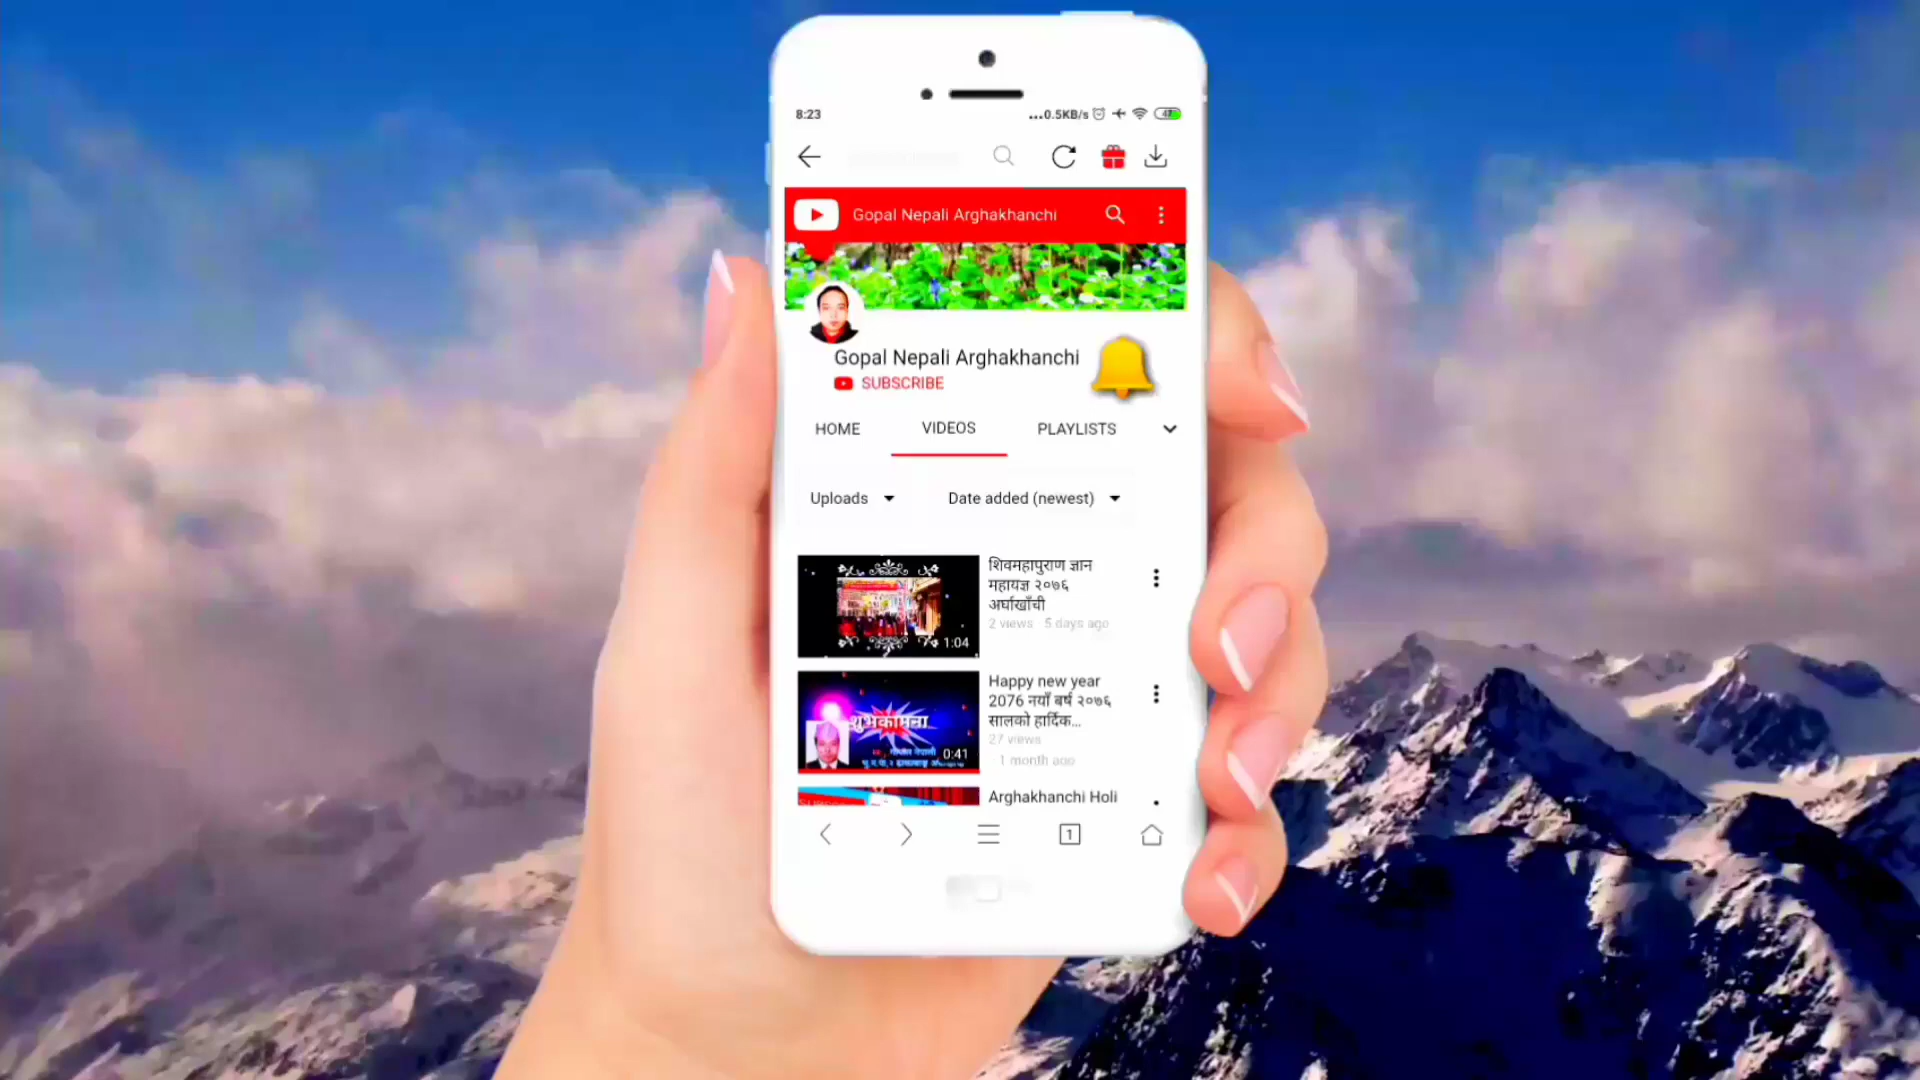 8:23
...0.5KB/s
47
Gopal Nepali Arghakhanchi
Gopal Nepali Arghakhanchi
SUBSCRIBE
HOME
VIDEOS
PLAYLISTS
Uploads
Date added (newest)
शिवमहापुराण ज्ञान
महायज्ञ २०७६
अर्घाखाँची
2 views 5 days ago
1:04
Happy new year
2076 नयाँ बर्ष २०७६
सालको हार्दिक...
27 views
1 month ago
शुभकामना
गोपाल नेपाली
0:41
Arghakhanchi Holi
1